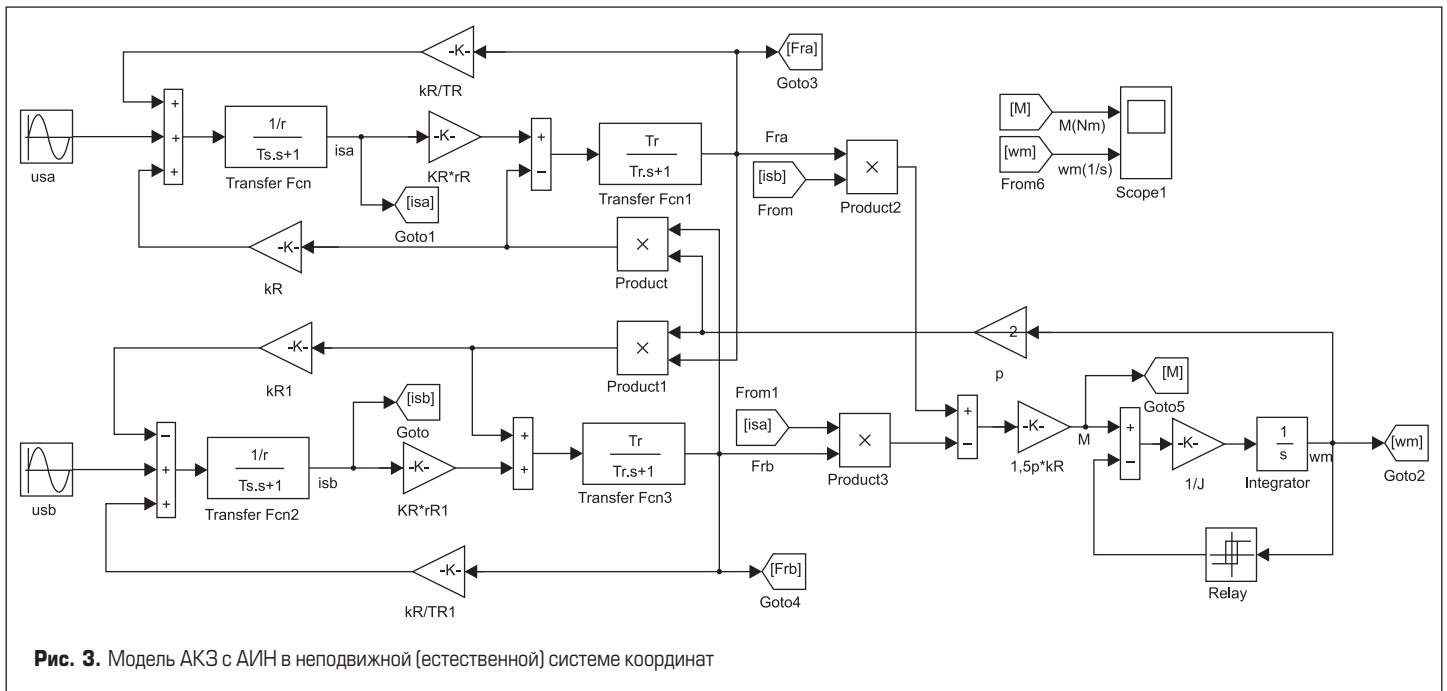 -K-
kR/TR
[Fra]
Goto3
usa
+
+
+
1/r
Ts.s+1
Transfer Fcn
isa
-K-
KR*rR
[isa]
Goto1
+
−
Tr
Tr.s+1
Transfer Fcn1
Fra
[isb]
From
×
Product2
[M]
M(Nm)
[wm]
From6
wm(1/s)
Scope1
-K-
kR
×
Product
-K-
kR1
×
Product1
2
p
usb
−
+
+
1/r
Ts.s+1
Transfer Fcn2
isb
[isb]
Goto
-K-
KR*rR1
+
+
Tr
Tr.s+1
Transfer Fcn3
From1
[isa]
Frb
×
Product3
+
−
-K-
1,5p*kR
M
[M]
Goto5
+
−
-K-
1/J
1
s
Integrator
wm
[wm]
Goto2
Relay
-K-
kR/TR1
[Frb]
Goto4
Рис. 3. Модель АКЗ с АИН в неподвижной (естественной) системе координат